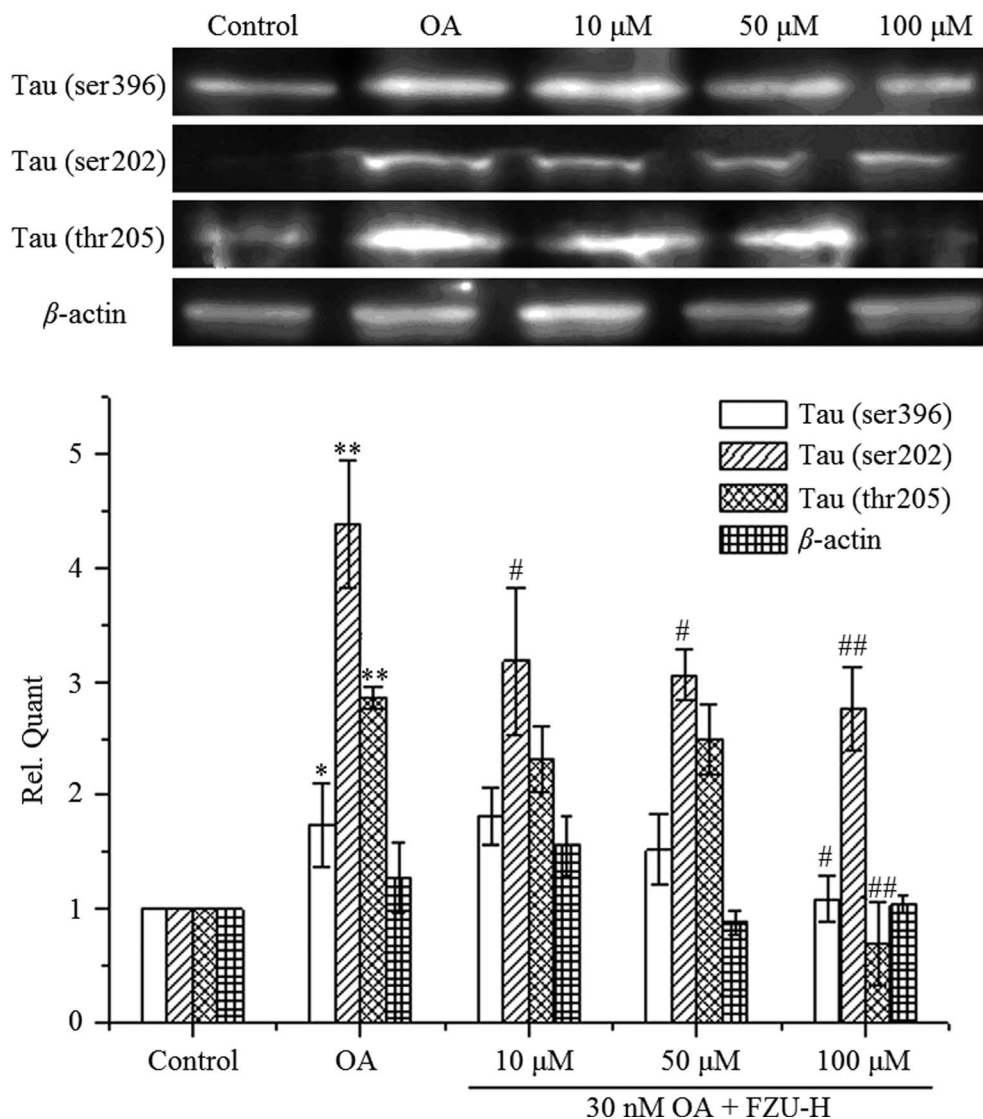 Control OA 10 μM 50 μM 100 μM
Tau (ser396)
Tau (ser202)
Tau (thr205)
β-actin
Tau (ser396)
Tau (ser202)
Tau (thr205)
β-actin
Rel. Quant
5
4
3
2
1
0
*
**
**
#
#
#
##
##
Control OA 10 μM 50 μM 100 μM
30 nM OA + FZU-H